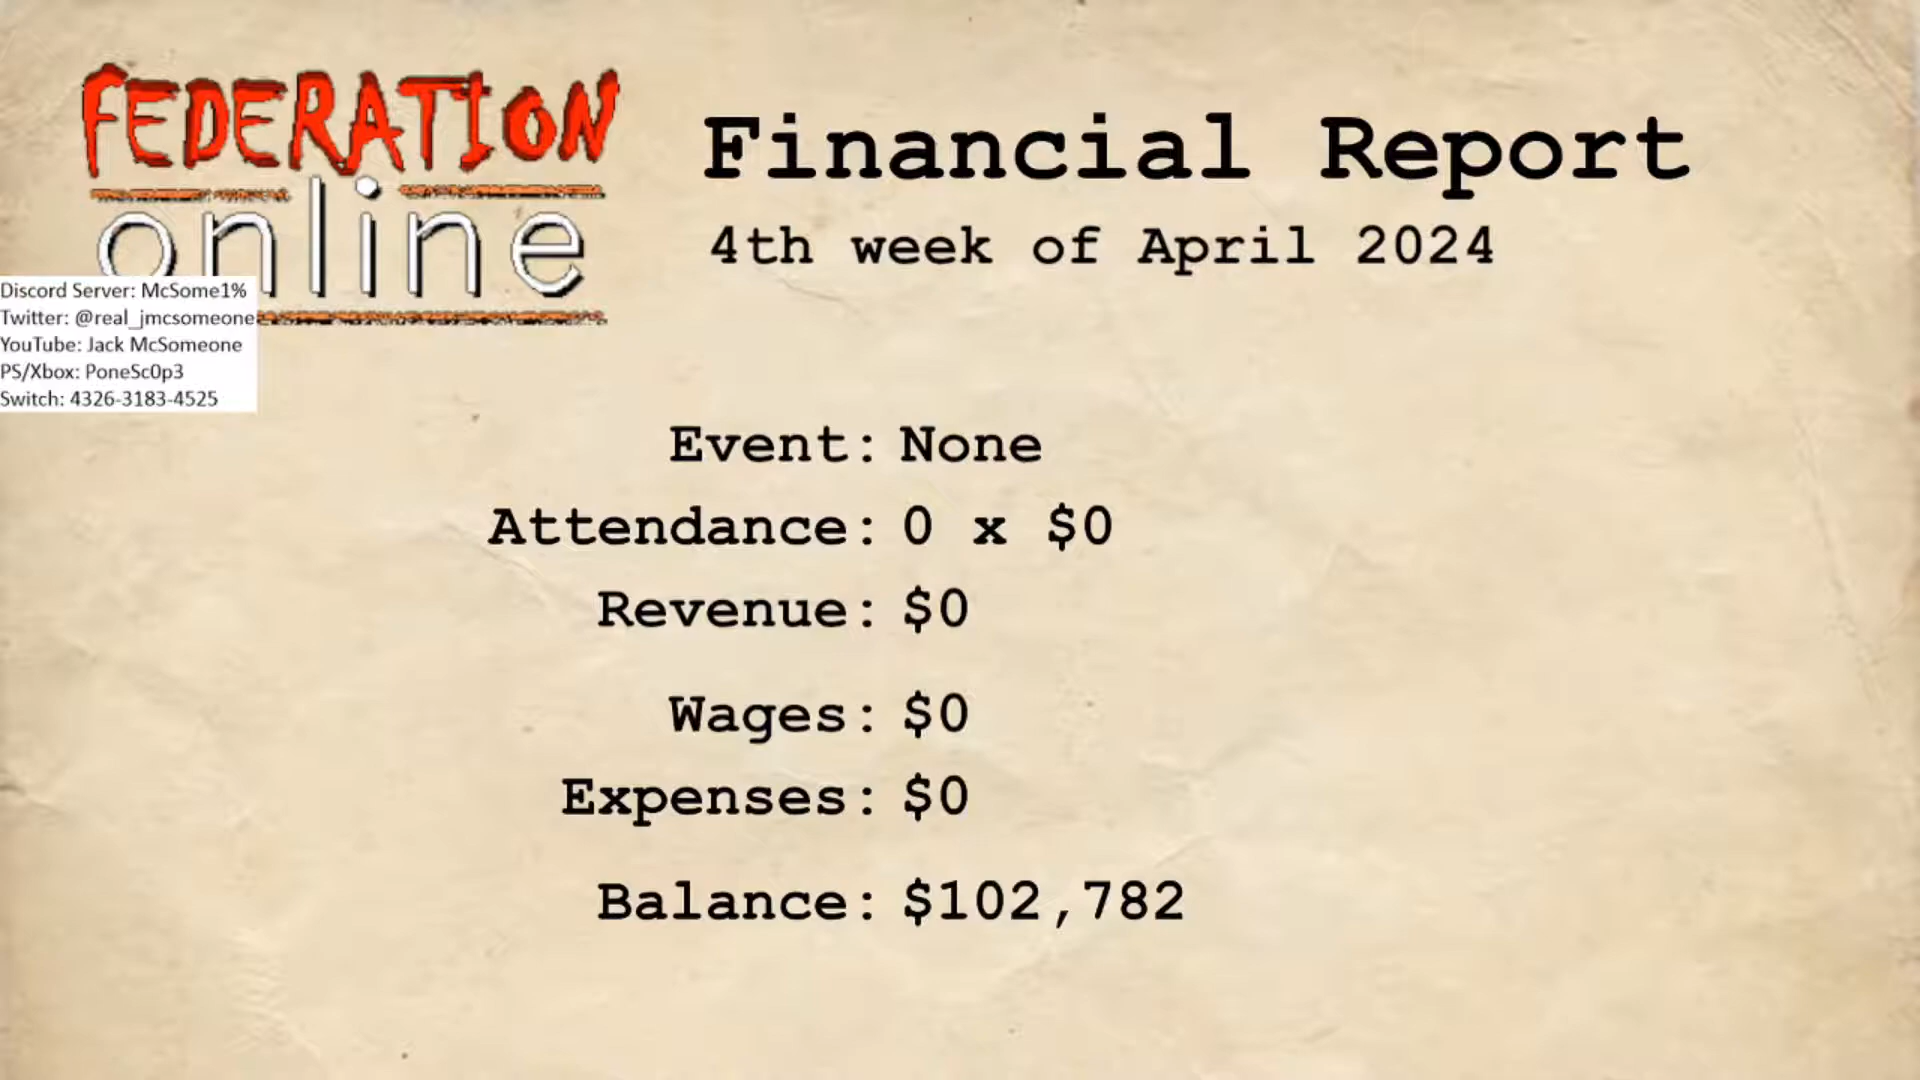 FEDERATION
online
Financial Report
4th week of April 2024
Discord Server: McSome1%
Twitter: @real_jmcsomeone
YouTube: Jack McSomeone
PS/Xbox: PoneSc0p3
Switch: 4326-3183-4525
Event: None
Attendance: 0 x $0
Revenue: $0
Wages: $0
Expenses: $0
Balance: $102,782